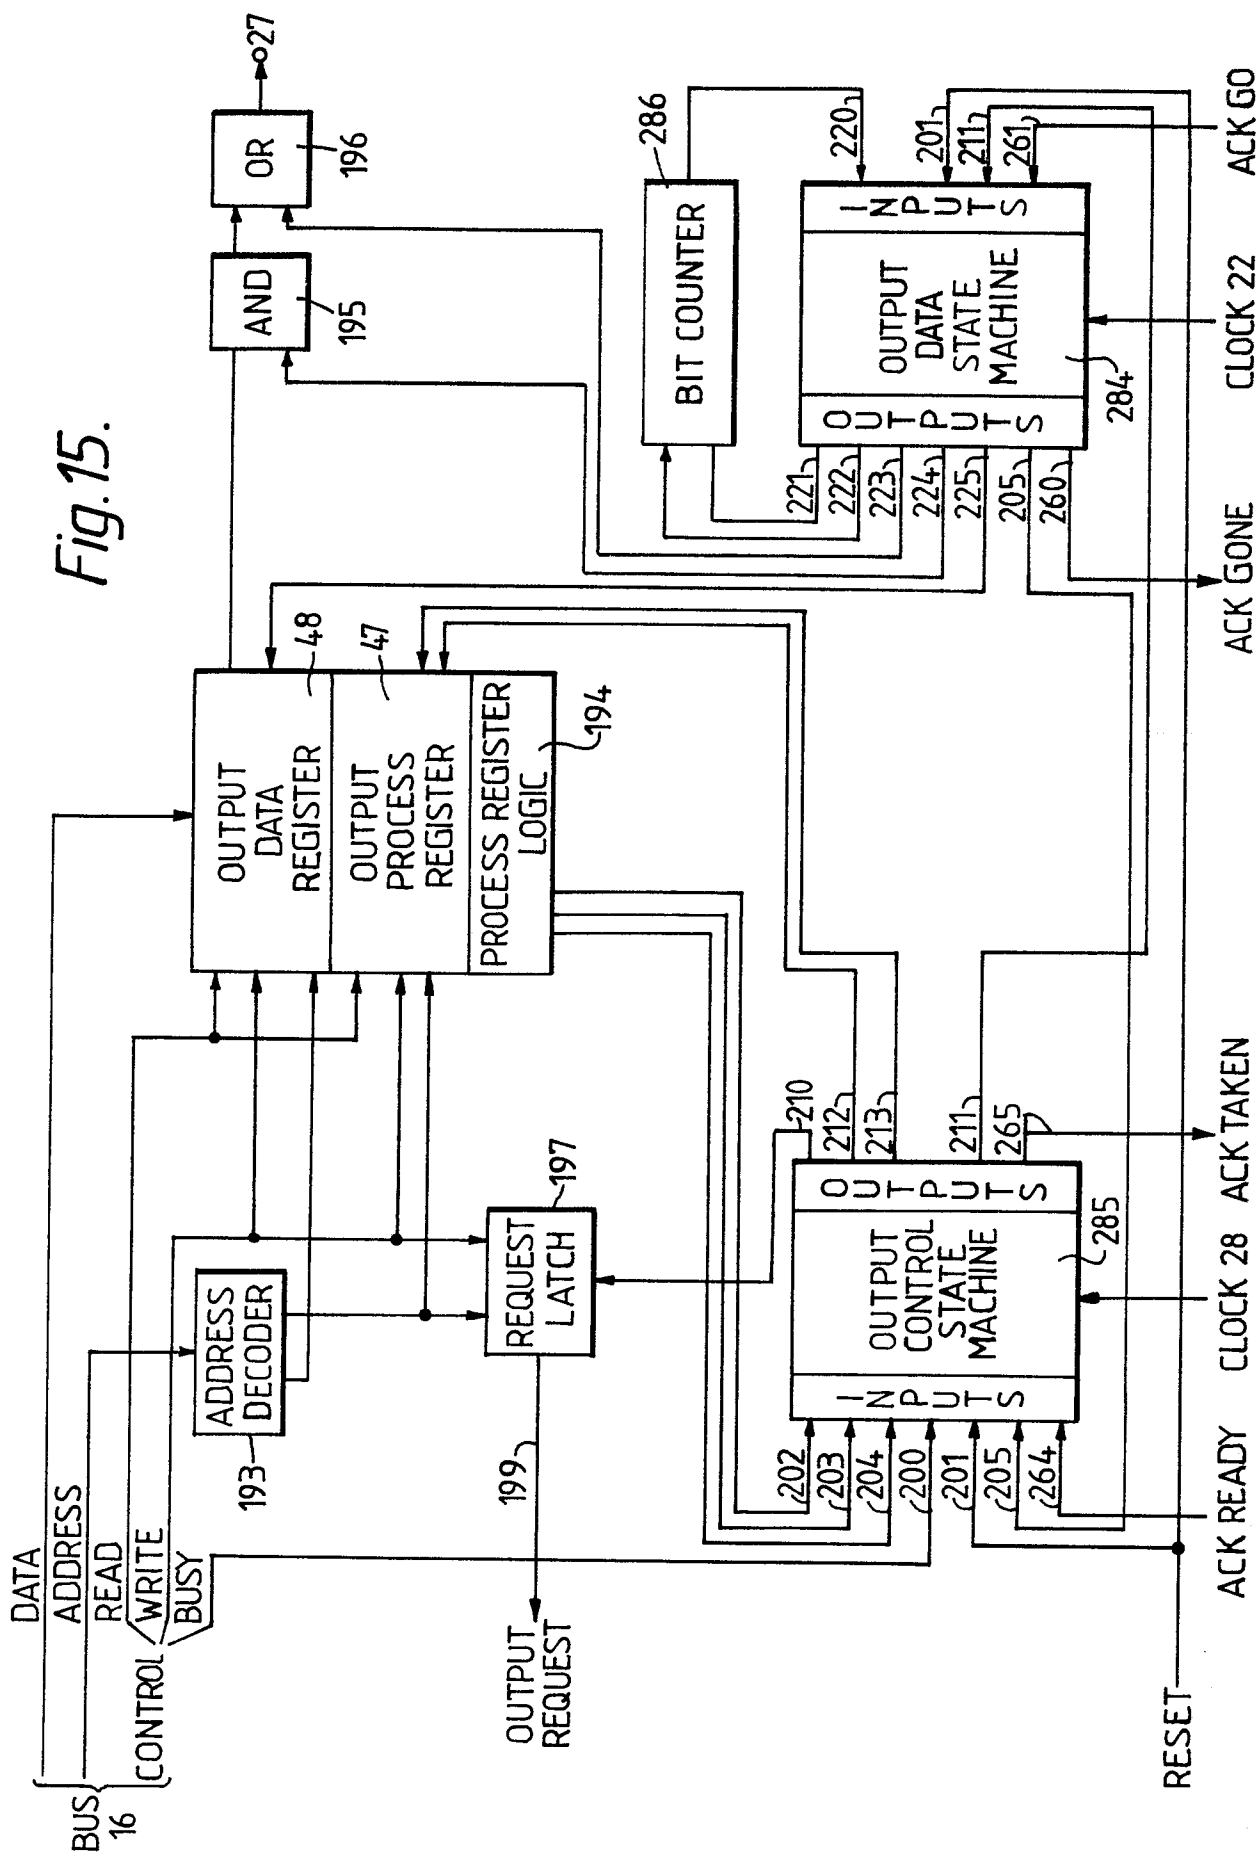 Fig. 15.
BUS
16
DATA
ADDRESS
CONTROL
READ
WRITE
BUSY
ADDRESS
DECODER
193
OUTPUT
DATA
REGISTER
48
OUTPUT
PROCESS
REGISTER
47
PROCESS REGISTER
LOGIC
194
AND
195
OR
196
27
REQUEST
LATCH
197
199
OUTPUT
REQUEST
BIT COUNTER
286
INPUTS
OUTPUT
CONTROL
STATE
MACHINE
OUTPUTS
285
202
203
204
200
201
205
264
210
212
213
211
265
OUTPUTS
OUTPUT
DATA
STATE
MACHINE
INPUTS
284
221
222
223
224
225
205
260
220
201
211
261
RESET
ACK READY
CLOCK 28
ACK TAKEN
ACK GONE
CLOCK 22
ACK GO